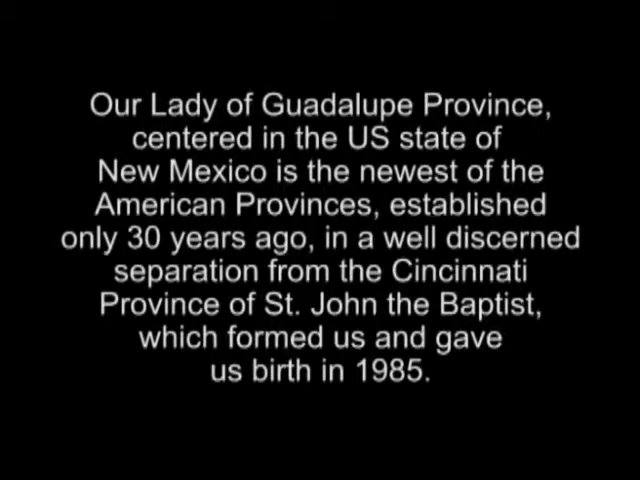 Our Lady of Guadalupe Province,
centered in the US state of
New Mexico is the newest of the
American Provinces, established
only 30 years ago, in a well discerned
separation from the Cincinnati
Province of St. John the Baptist,
which formed us and gave
us birth in 1985.